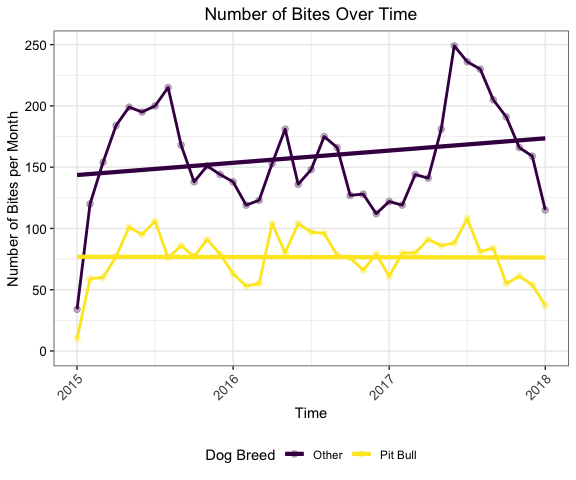 Number of Bites Over Time
Number of Bites per Month
250
200
150
100
50
0
2015
2016
2017
2018
Time
Dog Breed
Other
Pit Bull